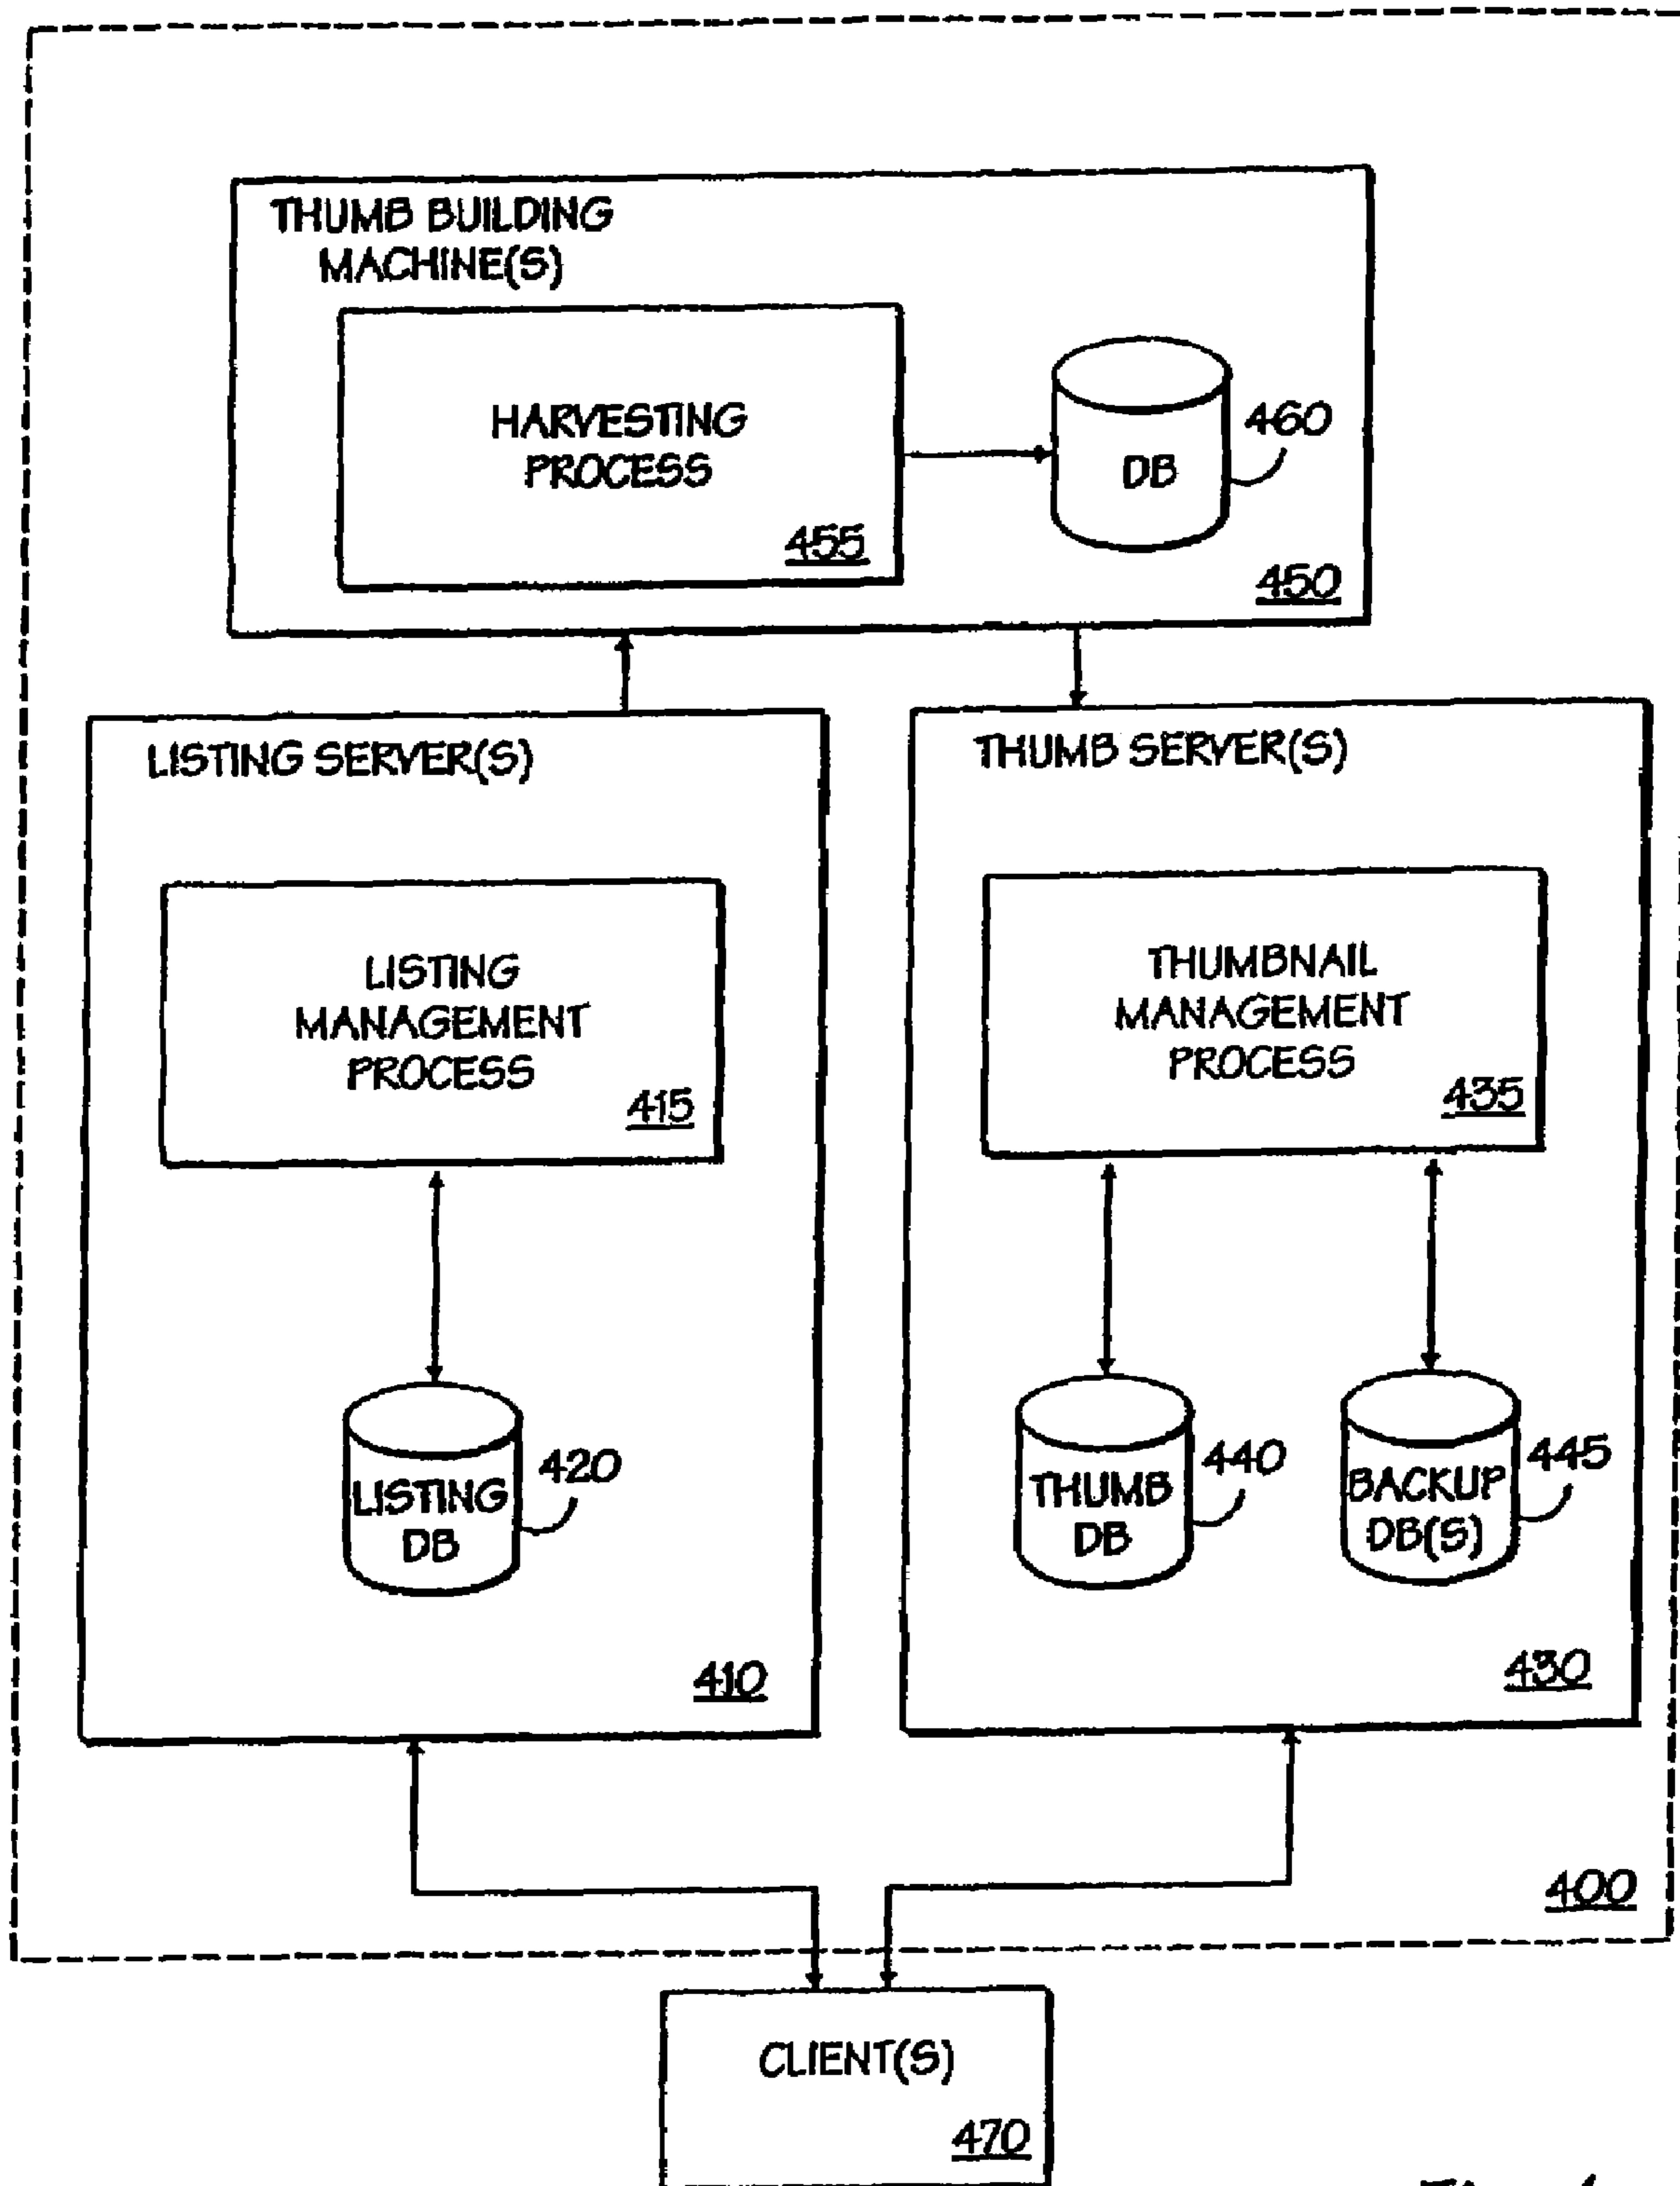 THUMB BUILDING
MACHINE(S)
HARVESTING
PROCESS
455
DB
460
450
LISTING SERVER(S)
LISTING
MANAGEMENT
PROCESS
415
LISTING
DB
420
410
THUMB SERVER(S)
THUMBNAIL
MANAGEMENT
PROCESS
435
THUMB
DB
440
BACKUP
DB(S)
445
430
400
CLIENT(S)
470